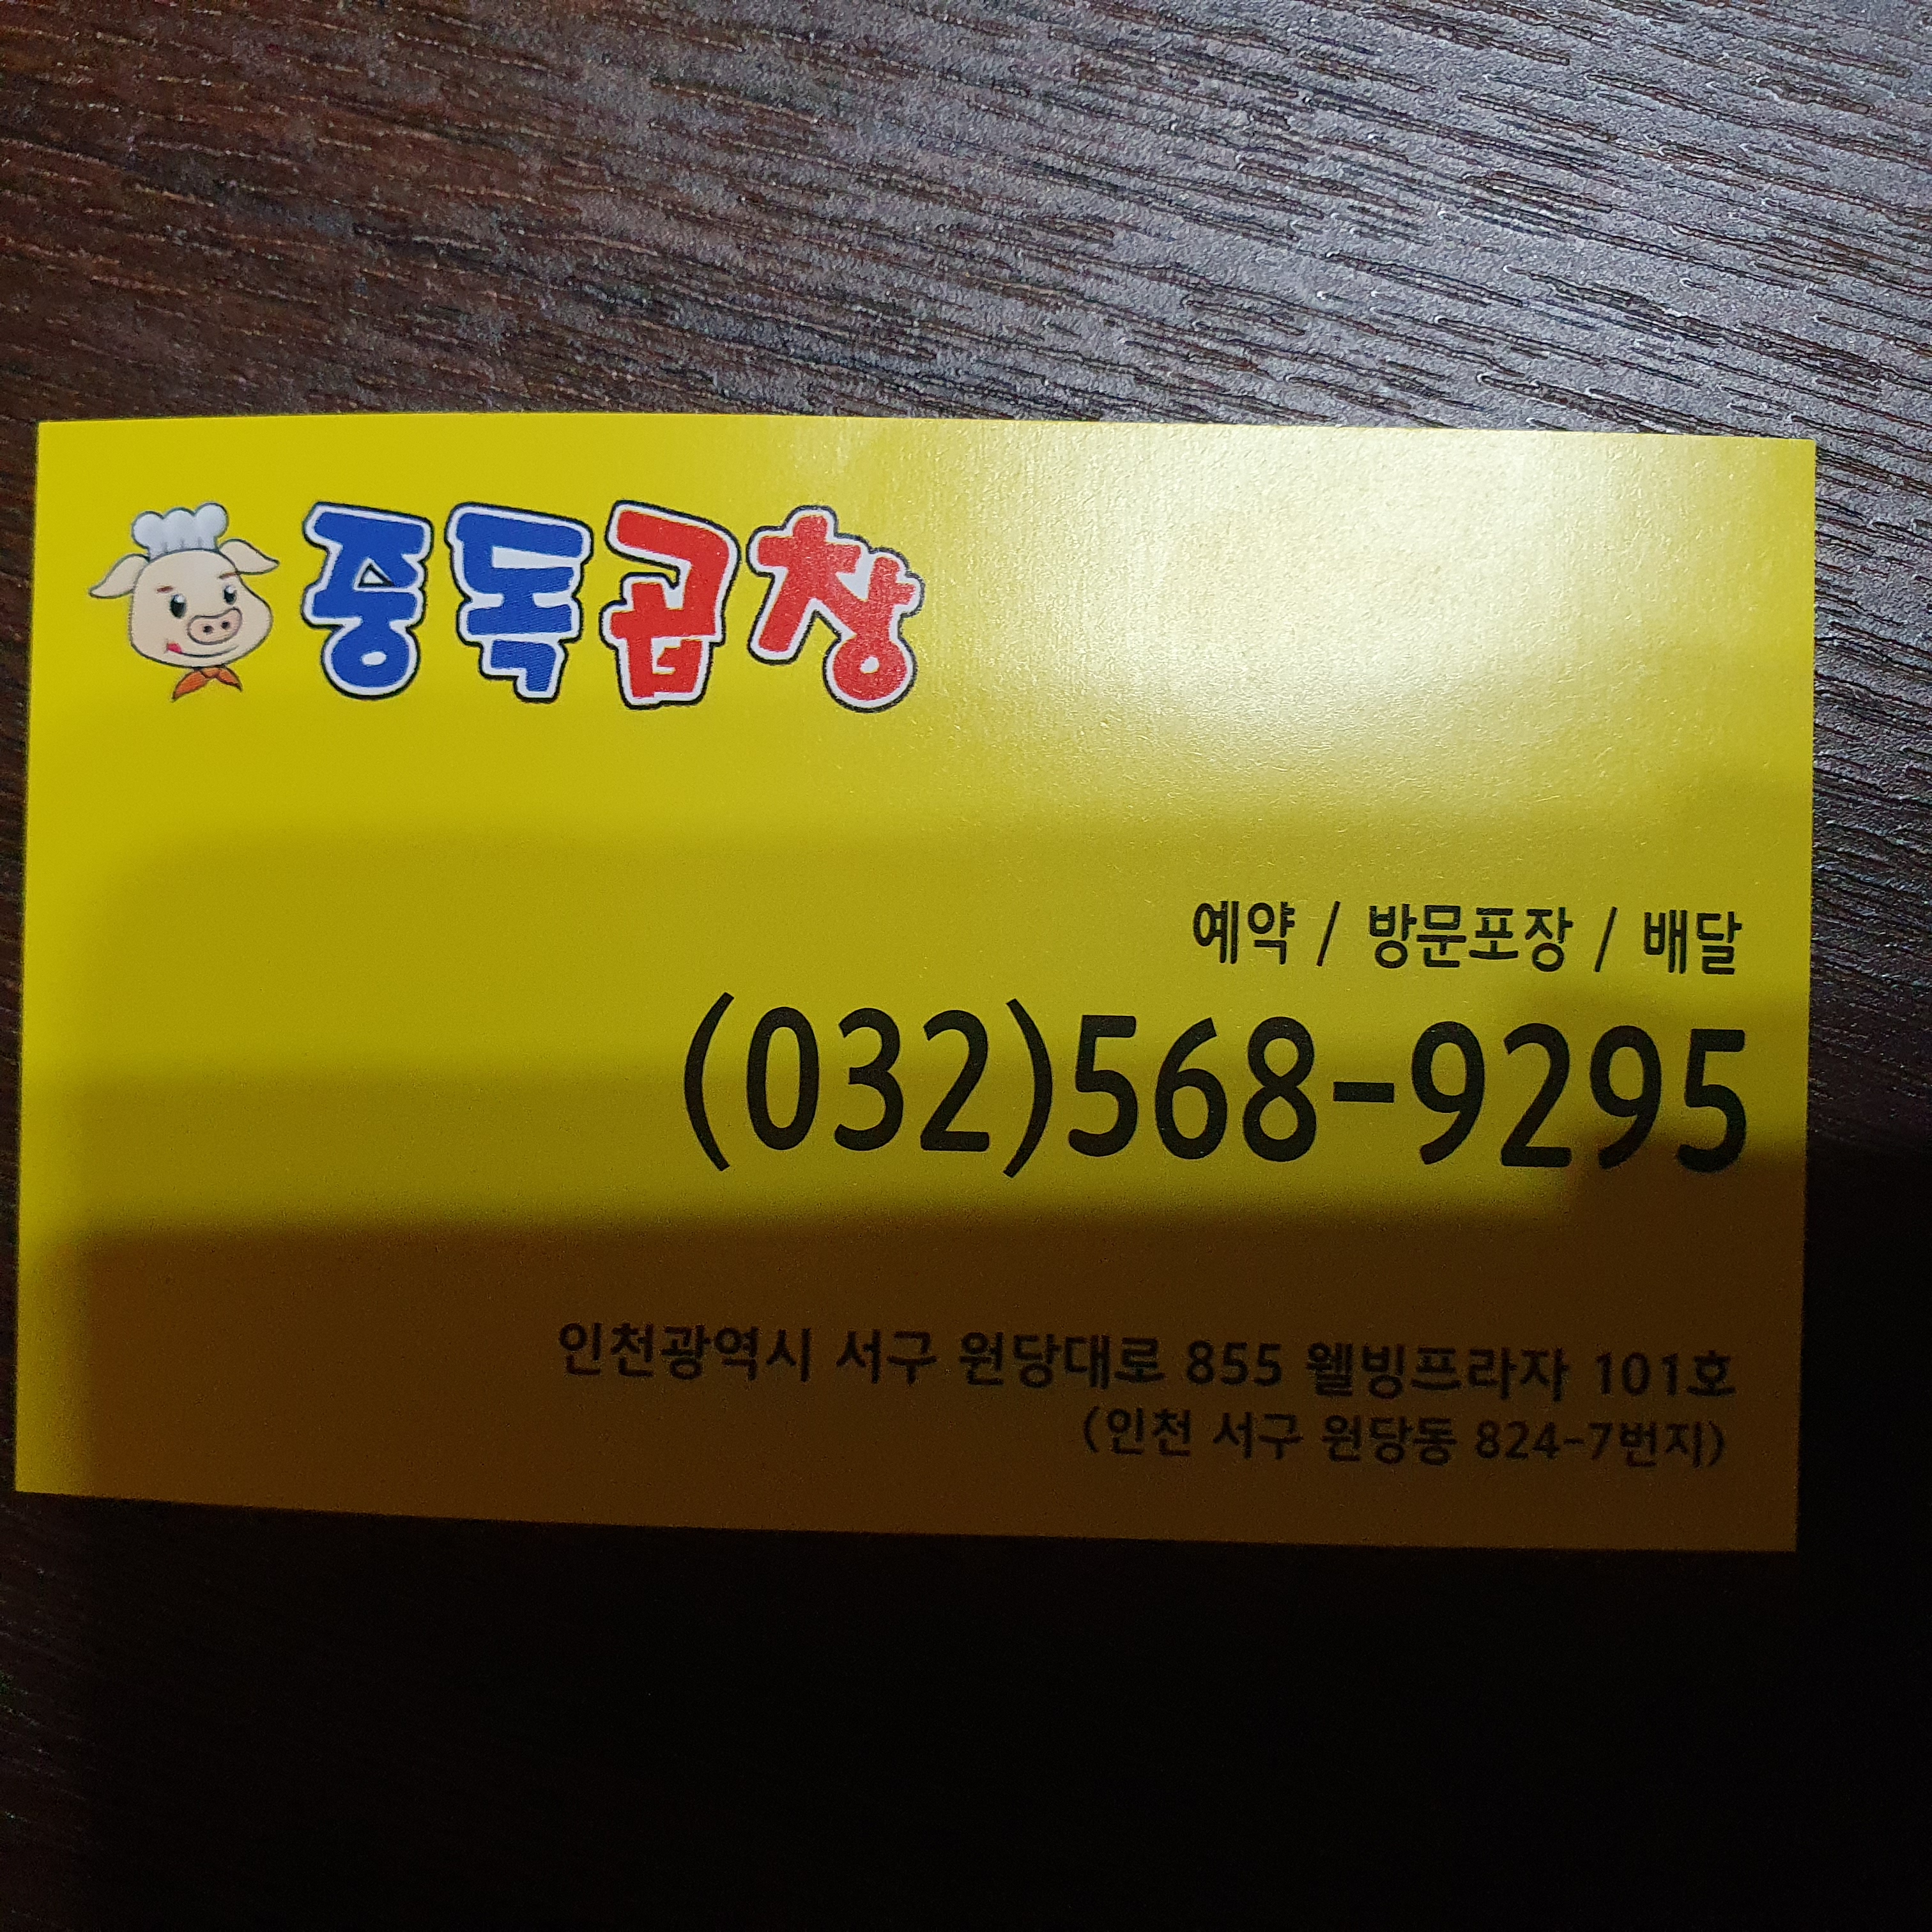 중독곱창
예약 / 방문포장 / 배달
(032)568-9295
인천광역시 서구 원당대로 855 웰빙프라자 101호
(인천 서구 원당동 824-7번지)